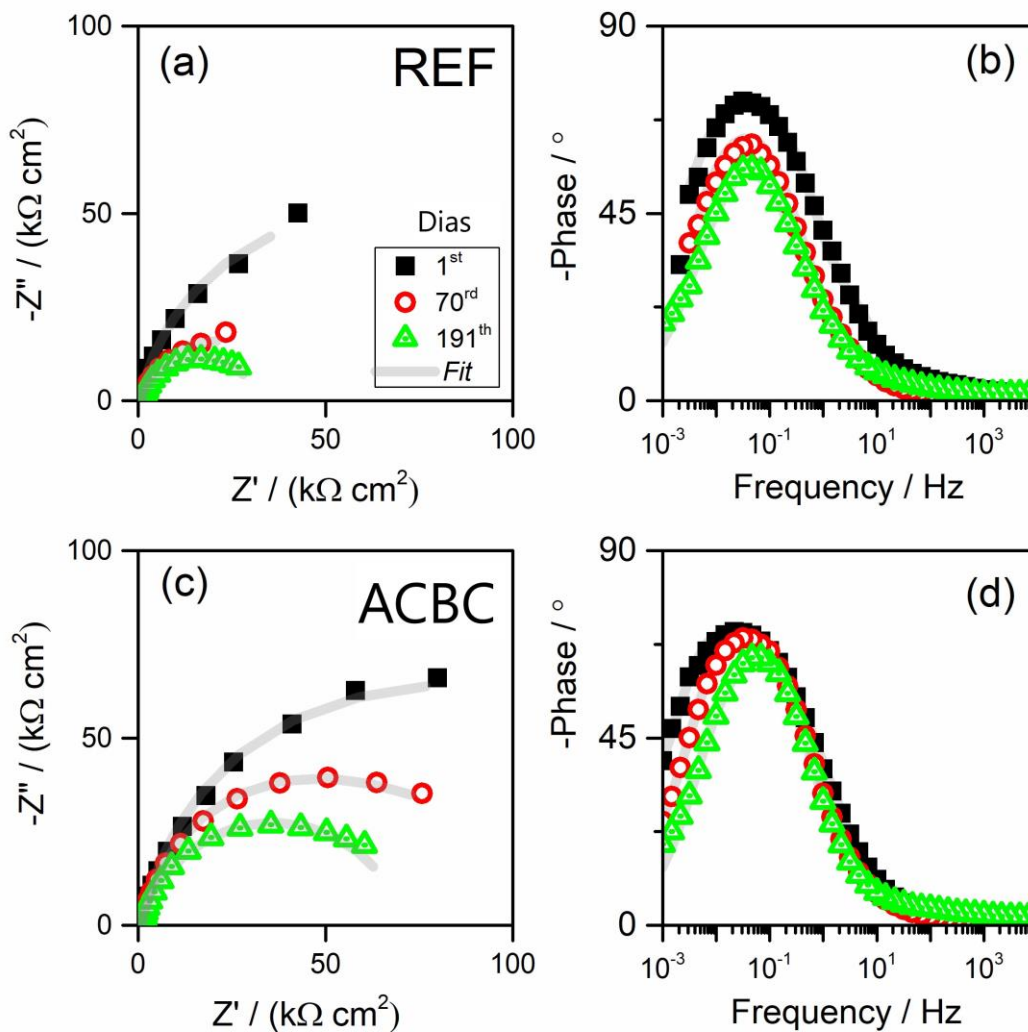 100
50
0
-Z'' / (kΩ cm²)
(a)
REF
Dias
1ˢᵗ
70ʳᵈ
191ᵗʰ
Fit
0 50 100
Z' / (kΩ cm²)
90
45
0
-Phase / °
(b)
10⁻³ 10⁻¹ 10¹ 10³
Frequency / Hz
100
50
0
-Z'' / (kΩ cm²)
(c)
ACBC
0 50 100
Z' / (kΩ cm²)
90
45
0
-Phase / °
(d)
10⁻³ 10⁻¹ 10¹ 10³
Frequency / Hz